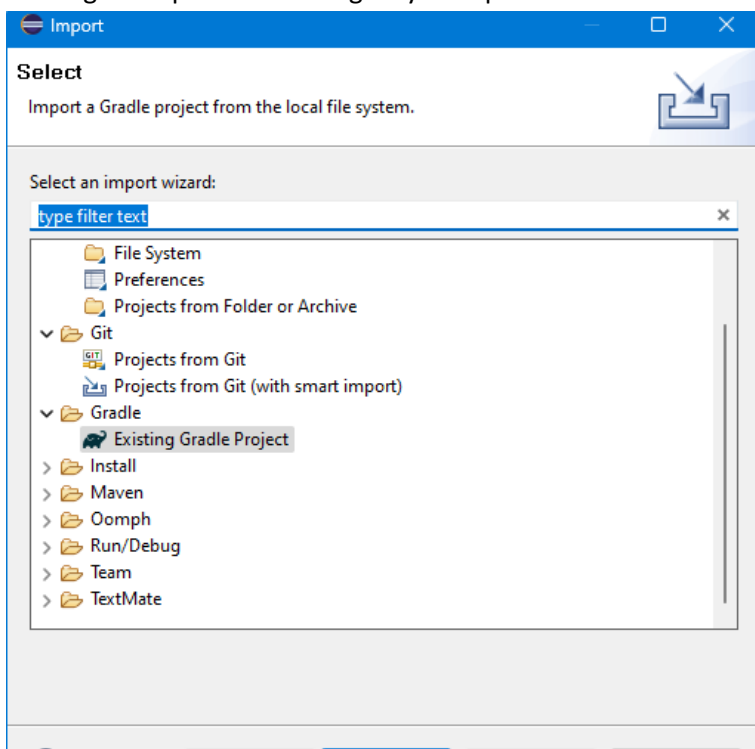 Import
Select
Import a Gradle project from the local file system.
Select an import wizard:
type filter text
File System
Preferences
Projects from Folder or Archive
Git
GIT
Projects from Git
Projects from Git (with smart import)
Gradle
Existing Gradle Project
Install
Maven
Oomph
Run/Debug
Team
TextMate